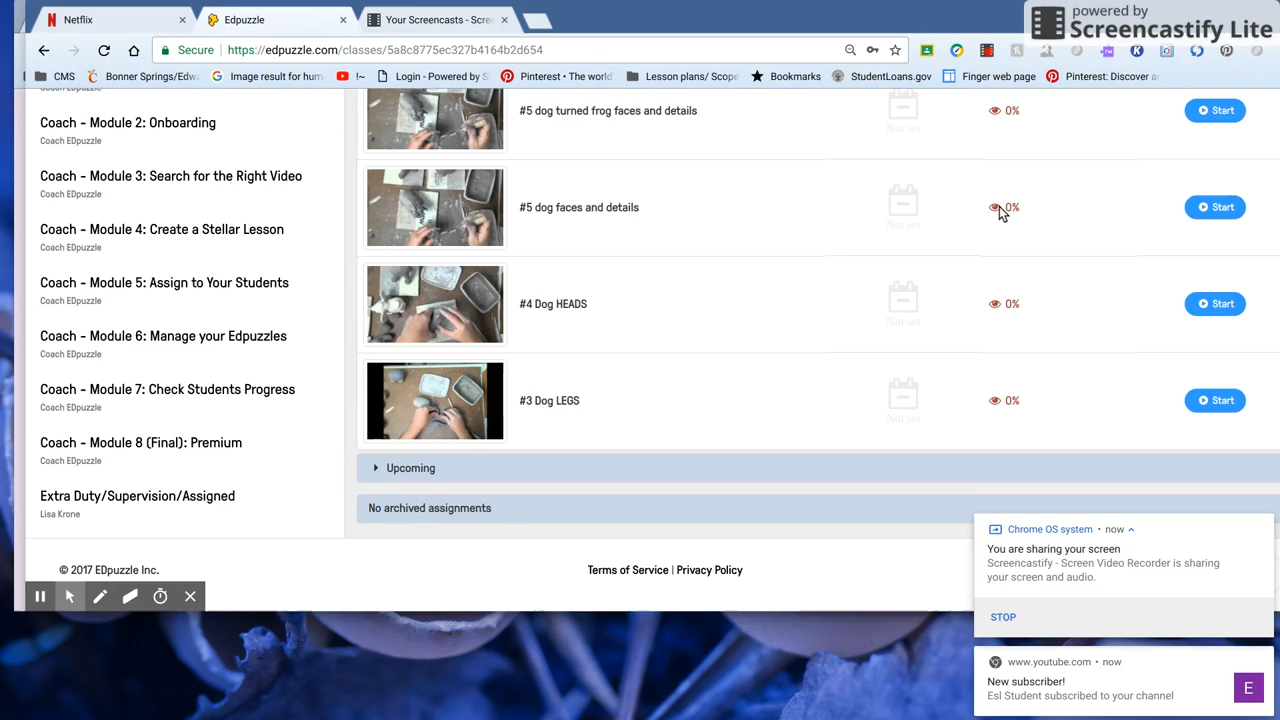 powered by
Screencastify Lite
Netflix
Edpuzzle
Your Screencasts - Scre
Secure
https://edpuzzle.com/classes/5a8c8775ec327b4164b2d654
CMS
Bonner Springs/Edw
Image result for hum
!~
Login - Powered by S
Pinterest • The world
Lesson plans/ Scope
Bookmarks
StudentLoans.gov
Finger web page
Pinterest: Discover a
Coach EDpuzzle
Coach - Module 2: Onboarding
Coach EDpuzzle
Coach - Module 3: Search for the Right Video
Coach EDpuzzle
Coach - Module 4: Create a Stellar Lesson
Coach EDpuzzle
Coach - Module 5: Assign to Your Students
Coach EDpuzzle
Coach - Module 6: Manage your Edpuzzles
Coach EDpuzzle
Coach - Module 7: Check Students Progress
Coach EDpuzzle
Coach - Module 8 (Final): Premium
Coach EDpuzzle
Extra Duty/Supervision/Assigned
Lisa Krone
#5 dog turned frog faces and details
Not set
0%
Start
#5 dog faces and details
Not set
0%
Start
#4 Dog HEADS
Not set
0%
Start
#3 Dog LEGS
Not set
0%
Start
Upcoming
No archived assignments
© 2017 EDpuzzle Inc.
Terms of Service | Privacy Policy
Chrome OS system • now
You are sharing your screen
Screencastify - Screen Video Recorder is sharing
your screen and audio.
STOP
www.youtube.com • now
New subscriber!
Esl Student subscribed to your channel
E